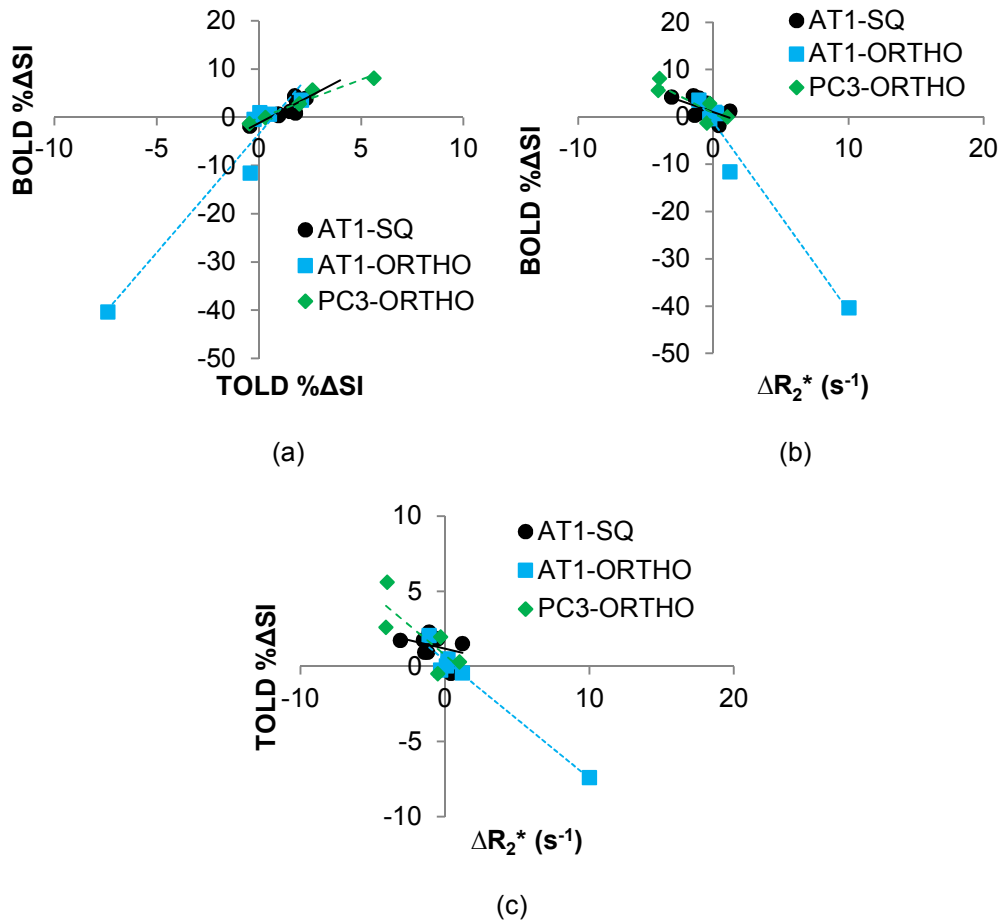 20
10
0
-10
-20
-30
-40
-50
-5
0
5
10
BOLD %ΔSI
TOLD %ΔSI
AT1-SQ
AT1-ORTHO
PC3-ORTHO
(a)
20
10
0
-10
-20
-30
-40
-50
-10
0
10
20
BOLD %ΔSI
ΔR₂* (s⁻¹)
AT1-SQ
AT1-ORTHO
PC3-ORTHO
(b)
10
5
0
-5
-10
-10
0
10
20
TOLD %ΔSI
ΔR₂* (s⁻¹)
AT1-SQ
AT1-ORTHO
PC3-ORTHO
(c)